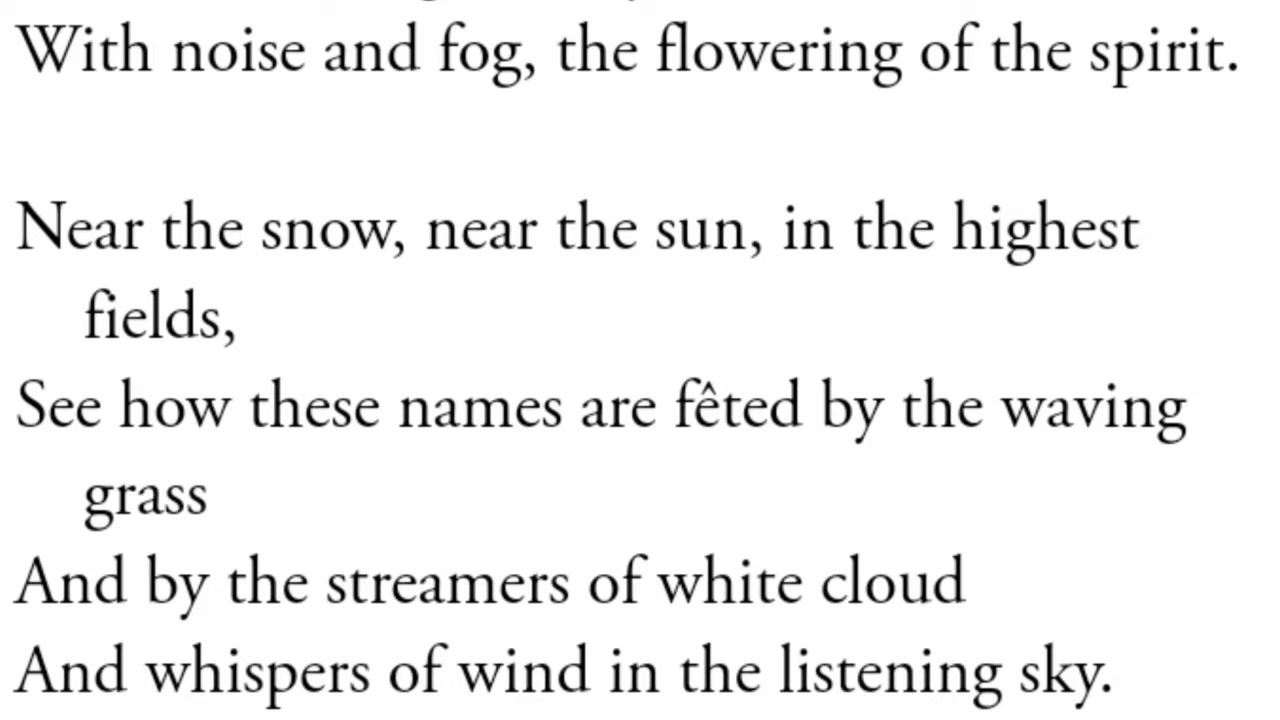 With noise and fog, the flowering of the spirit.
Near the snow, near the sun, in the highest
fields,
See how these names are fêted by the waving
grass
And by the streamers of white cloud
And whispers of wind in the listening sky.